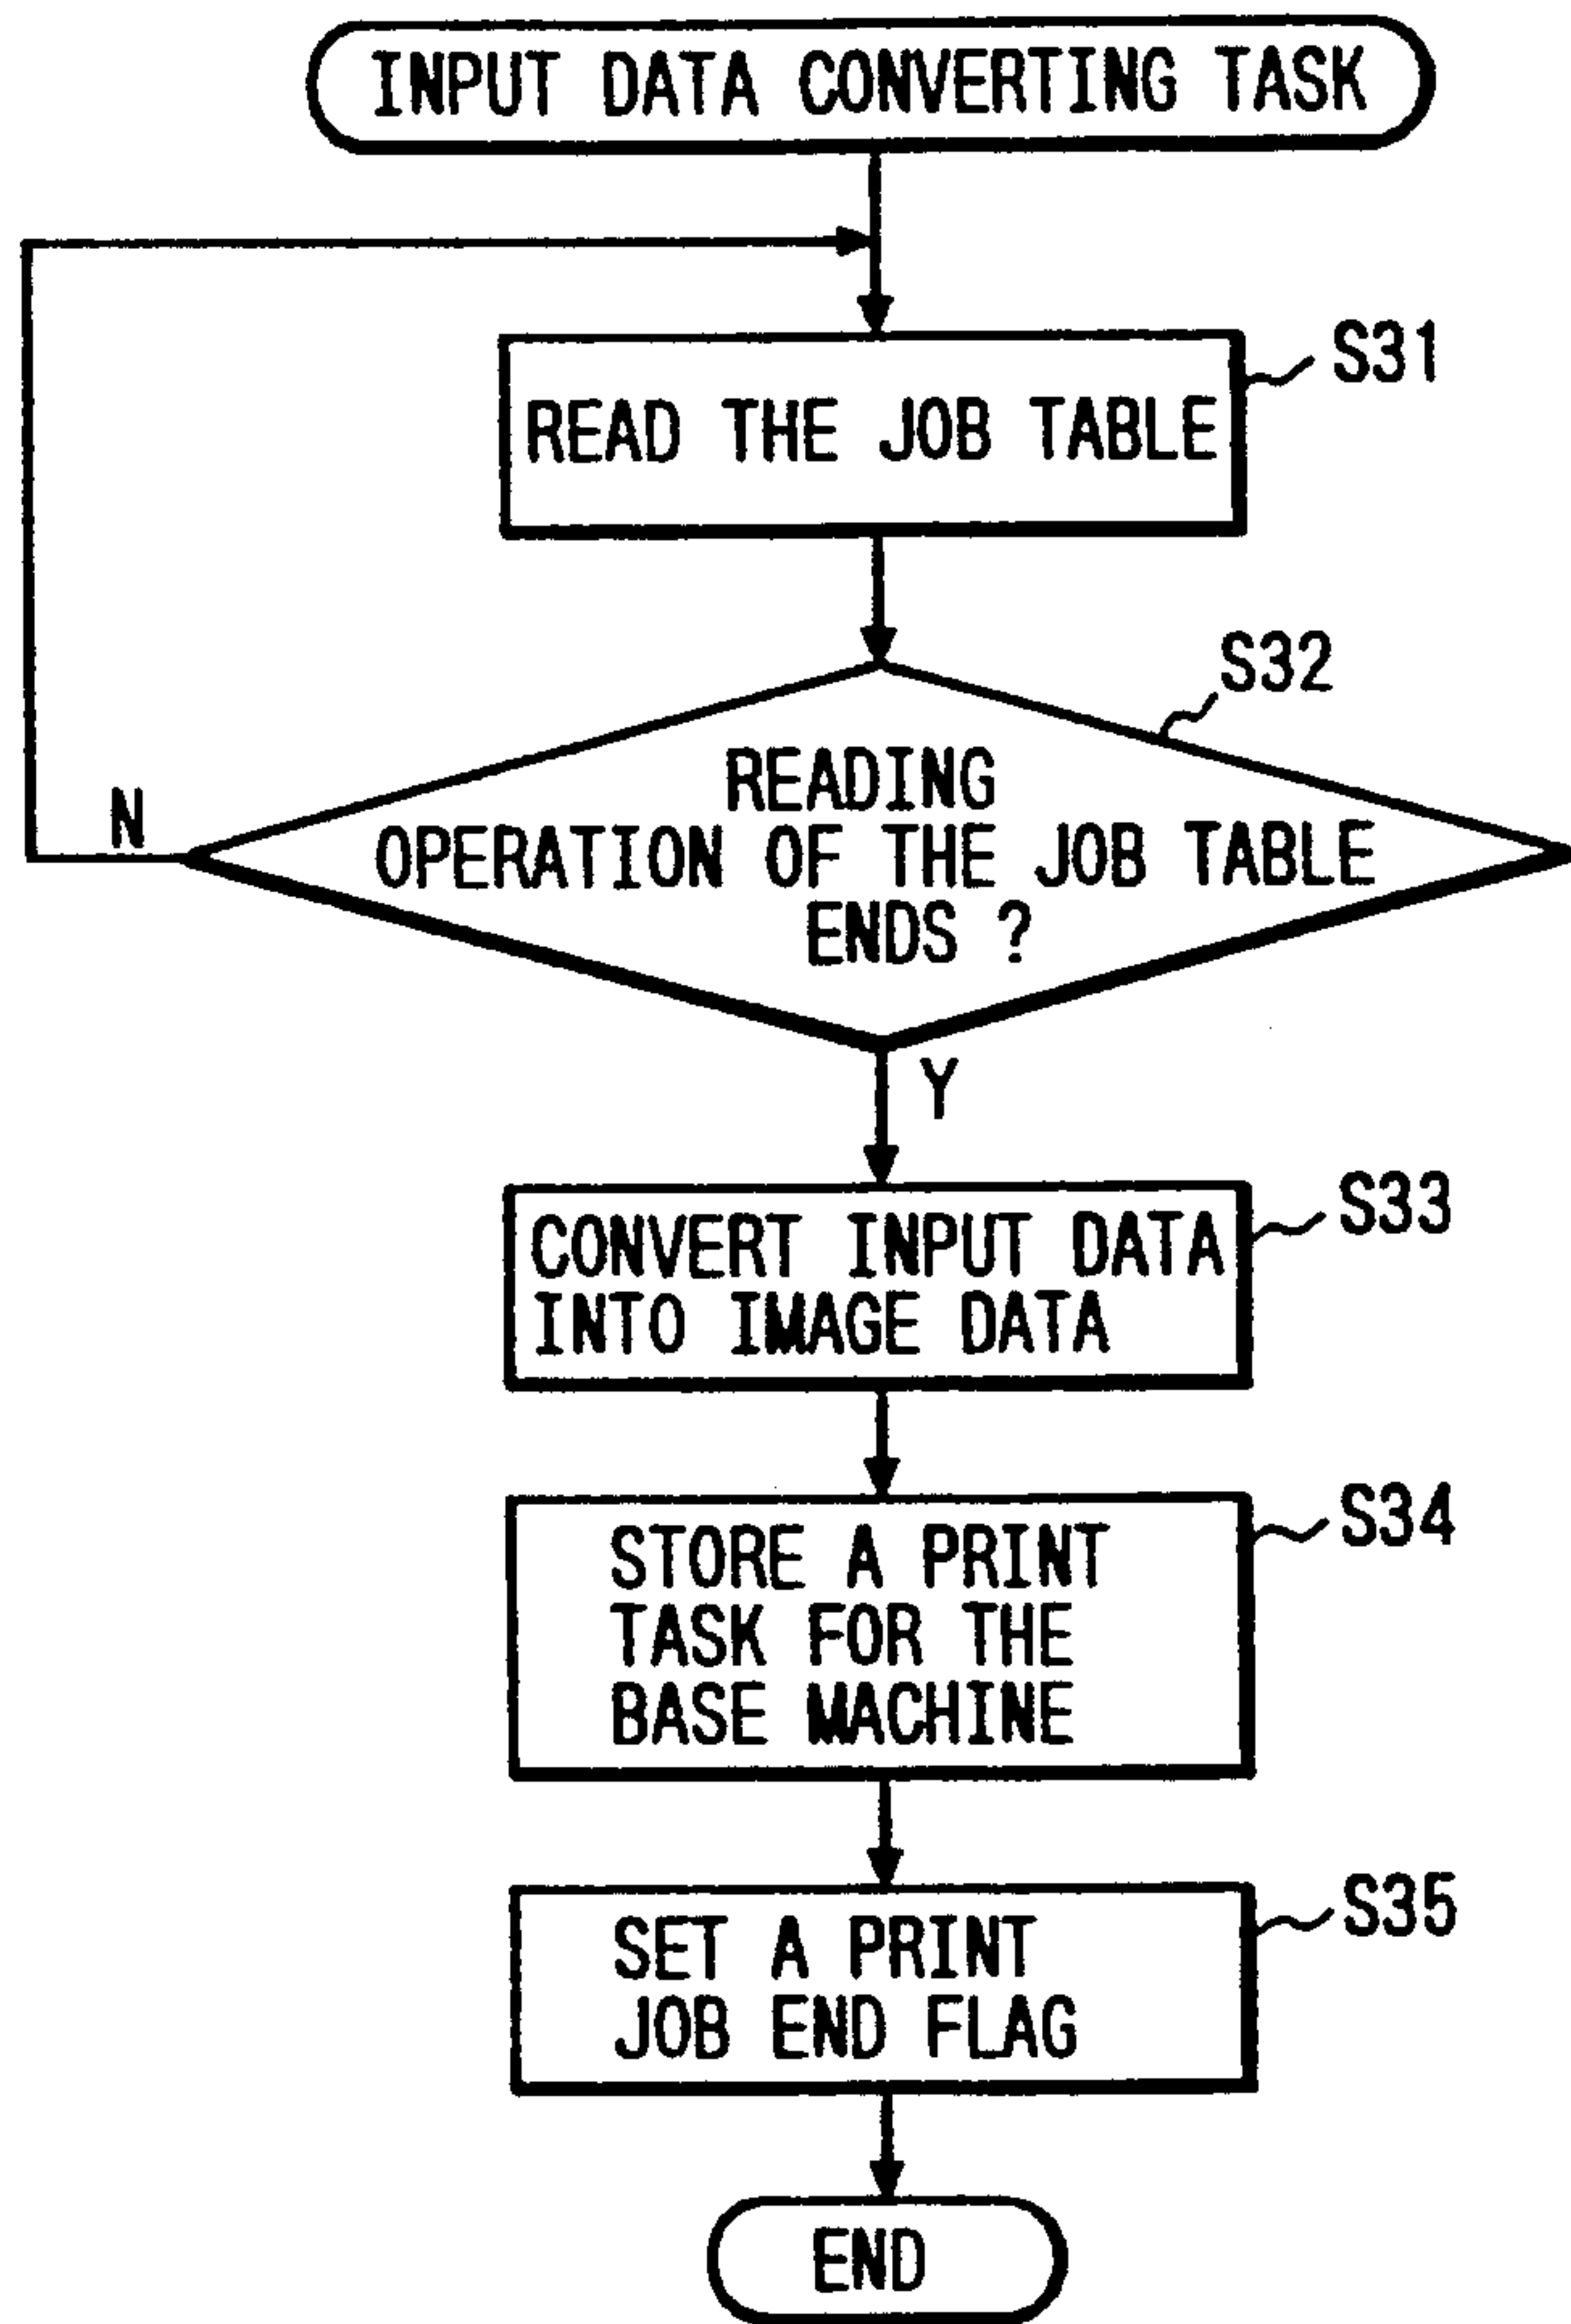 INPUT DATA CONVERTING TASK
S31
READ THE JOB TABLE
S32
READING
OPERATION OF THE JOB TABLE
ENDS ?
N
Y
S33
CONVERT INPUT DATA
INTO IMAGE DATA
S34
STORE A PRINT
TASK FOR THE
BASE MACHINE
S35
SET A PRINT
JOB END FLAG
END